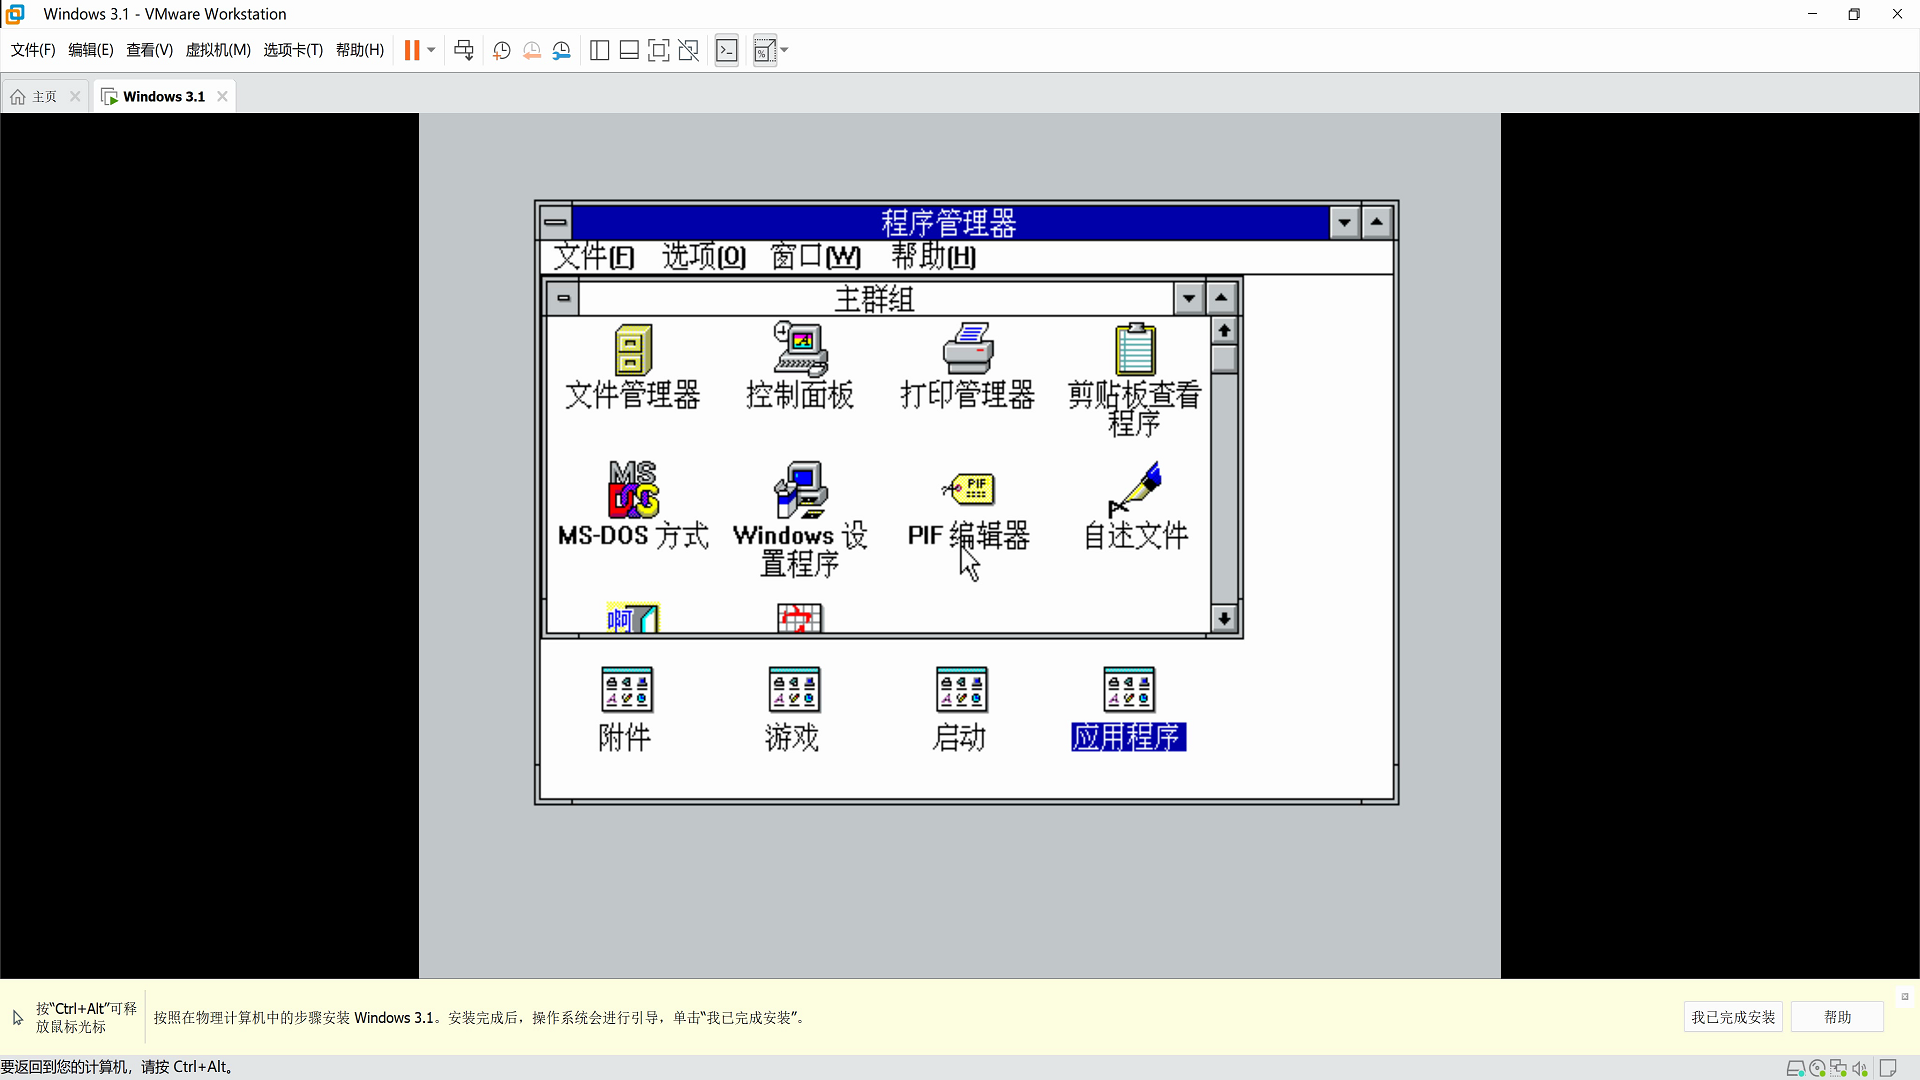 Windows 3.1 - VMware Workstation
文件(F) 编辑(E) 查看(V) 虚拟机(M) 选项卡(T) 帮助(H)
主页 Windows 3.1
程序管理器
文件(F) 选项(O) 窗口(W) 帮助(H)
主群组
文件管理器 控制面板 打印管理器 剪贴板查看
程序
MS
DOS
PIF
MS-DOS 方式 Windows 设 PIF 编辑器 自述文件
置程序
啊
附件 游戏 启动 应用程序
按“Ctrl+Alt”可释
放鼠标光标
按照在物理计算机中的步骤安装 Windows 3.1。安装完成后，操作系统会进行引导，单击“我已完成安装”。
我已完成安装 帮助
要返回到您的计算机，请按 Ctrl+Alt。